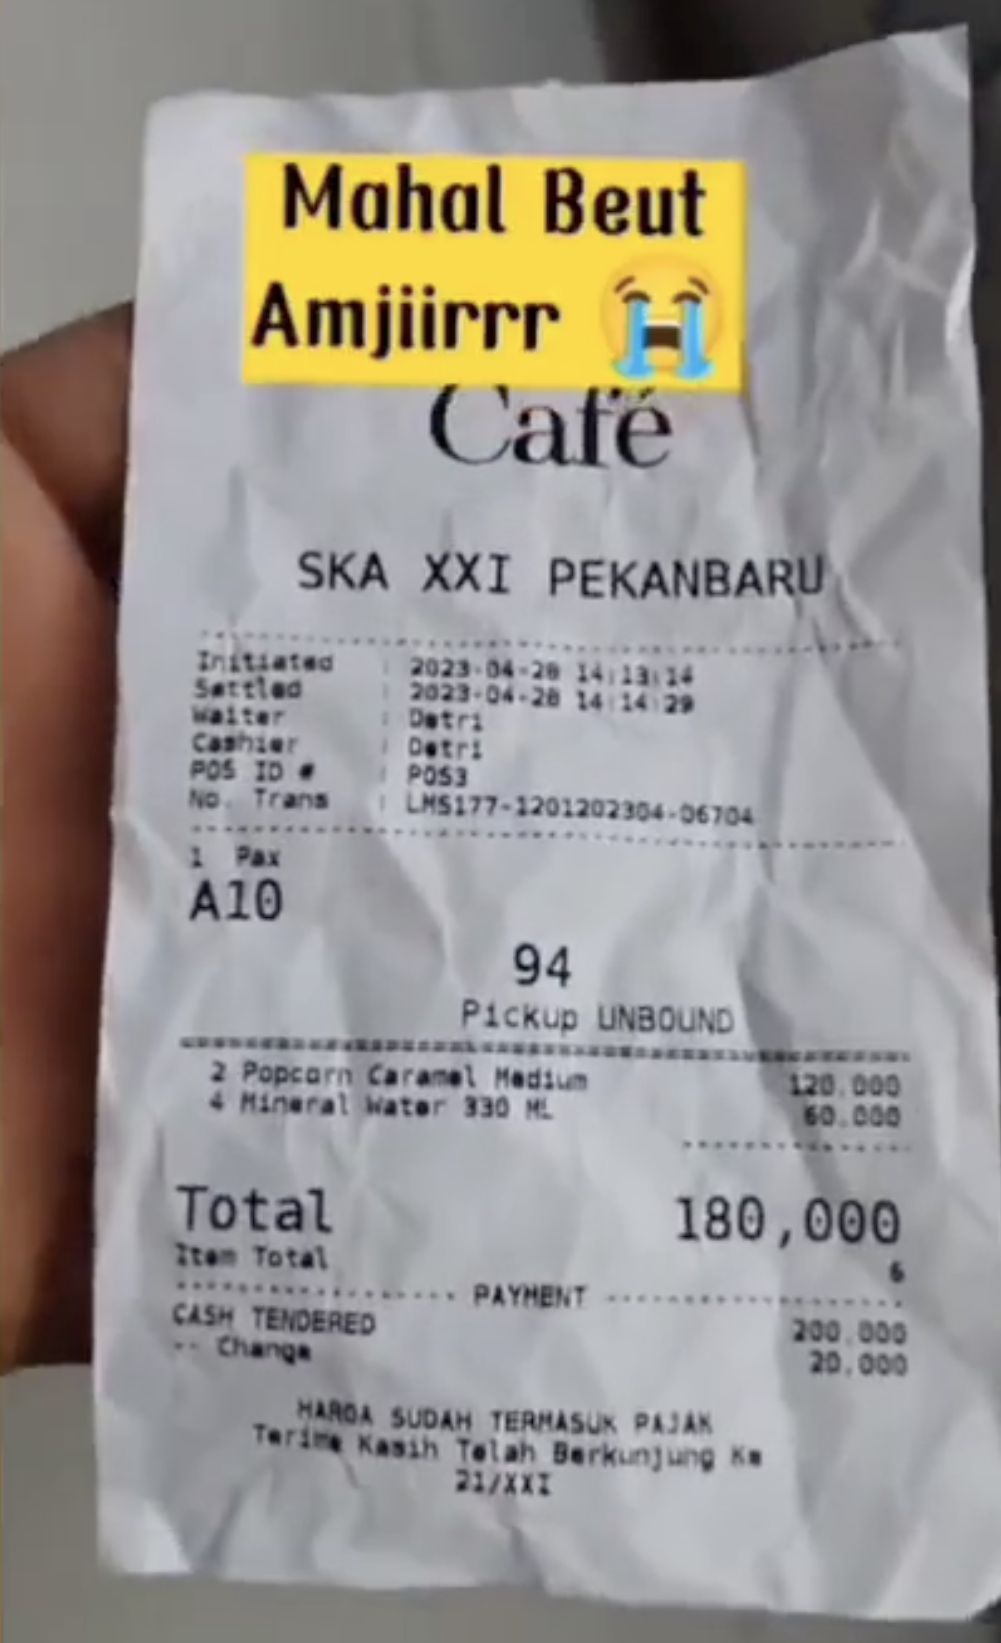 Mahal Beut
Amjiirrr 😭
Café
SKA XXI PEKANBARU
Initiated : 2023-04-28 14:13:14
Settled : 2023-04-28 14:14:29
Waiter : Detri
Cashier : Detri
POS ID # : POS3
No. Trans : LMS177-1201202304-06704
1 Pax
A10
94
Pickup UNBOUND
2 Popcorn Caramel Medium 120.000
4 Mineral Water 330 ML 60.000
Total 180,000
Item Total 6
PAYMENT
CASH TENDERED 200.000
-- Change 20.000
HARGA SUDAH TERMASUK PAJAK
Terima Kasih Telah Berkunjung Ke
21/XXI